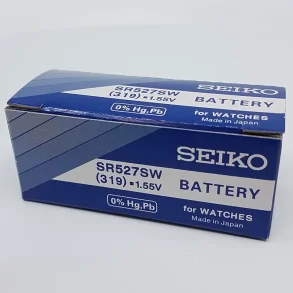 SR527SW
(319) ▪1.55V
0% Hg,Pb
BATTERY
for WATCHES
Made in Japan
SEIKO
SR527SW
(319) ▪1.55V
0% Hg,Pb
BATTERY
for WATCHES
Made in Japan